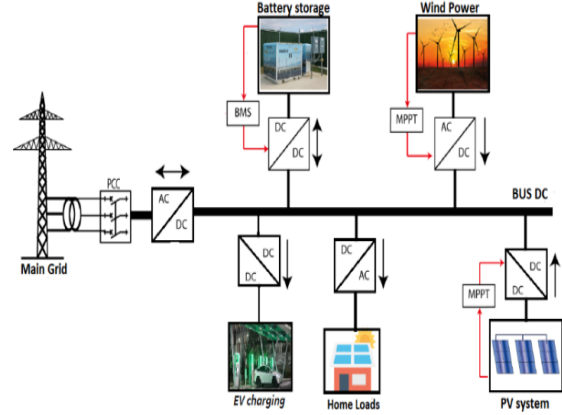 Battery storage
Wind Power
BMS
DC
DC
MPPT
AC
DC
PCC
AC
DC
BUS DC
Main Grid
DC
DC
DC
AC
MPPT
DC
DC
EV charging
Home Loads
PV system